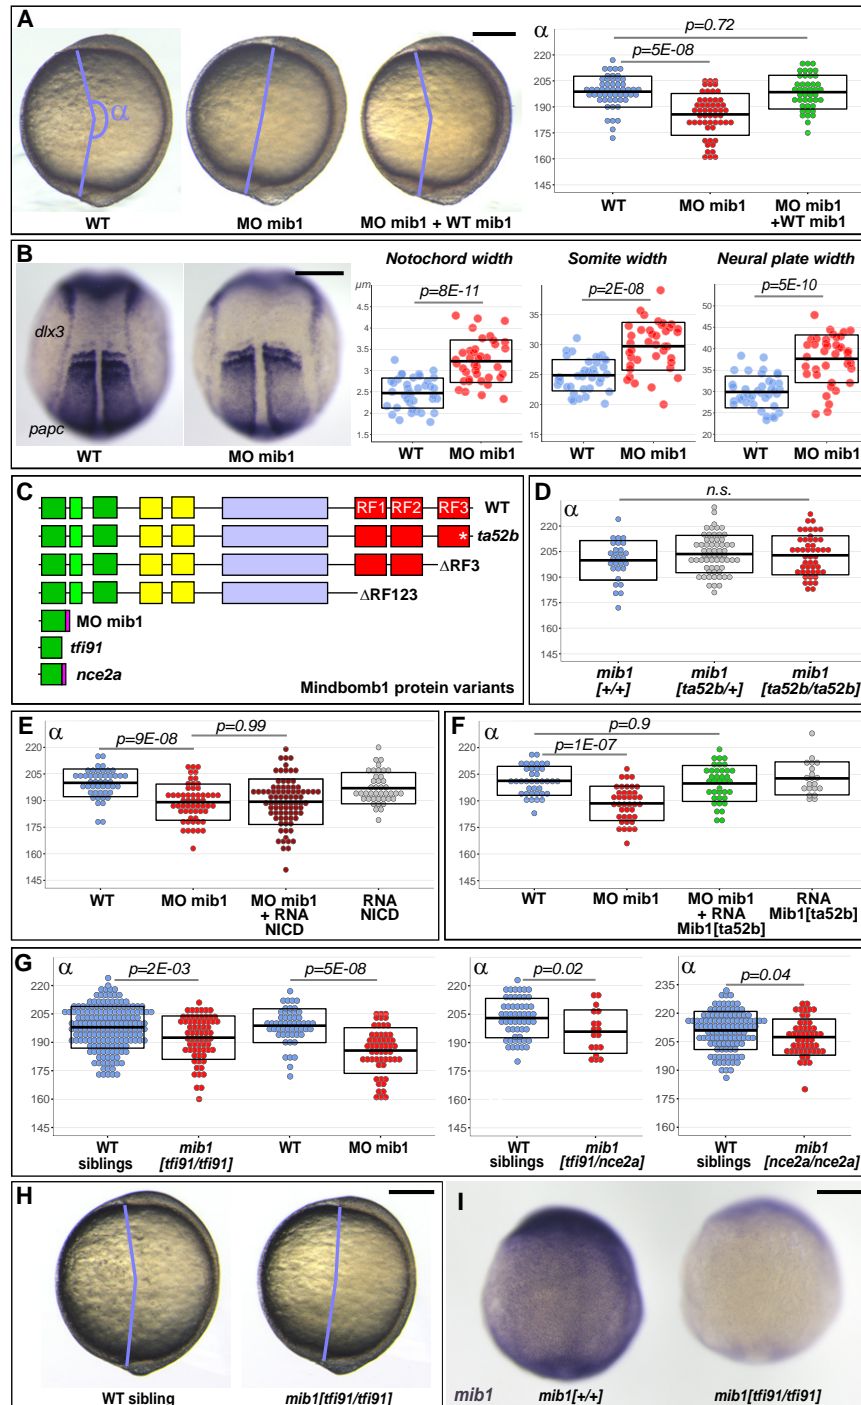 A
α
WT
MO mib1
MO mib1 + WT mib1
α
p=0.72
p=5E-08
220
205
190
175
160
145
WT
MO mib1
MO mib1
+WT mib1
B
dlx3
papc
WT
MO mib1
Notochord width
µm
p=8E-11
4.5
3.5
2.5
1.5
WT
MO mib1
Somite width
p=2E-08
35
25
15
WT
MO mib1
Neural plate width
p=5E-10
50
40
30
20
WT
MO mib1
C
RF1 RF2 RF3 WT
* ta52b
ΔRF3
ΔRF123
MO mib1
tfi91
nce2a
Mindbomb1 protein variants
D
α
n.s.
220
205
190
175
160
145
mib1
[+/+]
mib1
[ta52b/+]
mib1
[ta52b/ta52b]
E
α
p=9E-08
p=0.99
220
205
190
175
160
145
WT
MO mib1
MO mib1
+ RNA
NICD
RNA
NICD
F
α
p=0.9
p=1E-07
220
205
190
175
160
145
WT
MO mib1
MO mib1
+ RNA
Mib1[ta52b]
RNA
Mib1[ta52b]
G
α
p=2E-03
p=5E-08
220
205
190
175
160
145
WT
siblings
mib1
[tfi91/tfi91]
WT
MO mib1
α
p=0.02
220
205
190
175
160
145
WT
siblings
mib1
[tfi91/nce2a]
α
p=0.04
235
220
205
190
175
160
WT
siblings
mib1
[nce2a/nce2a]
H
WT sibling
mib1[tfi91/tfi91]
I
mib1
mib1[+/+]
mib1[tfi91/tfi91]